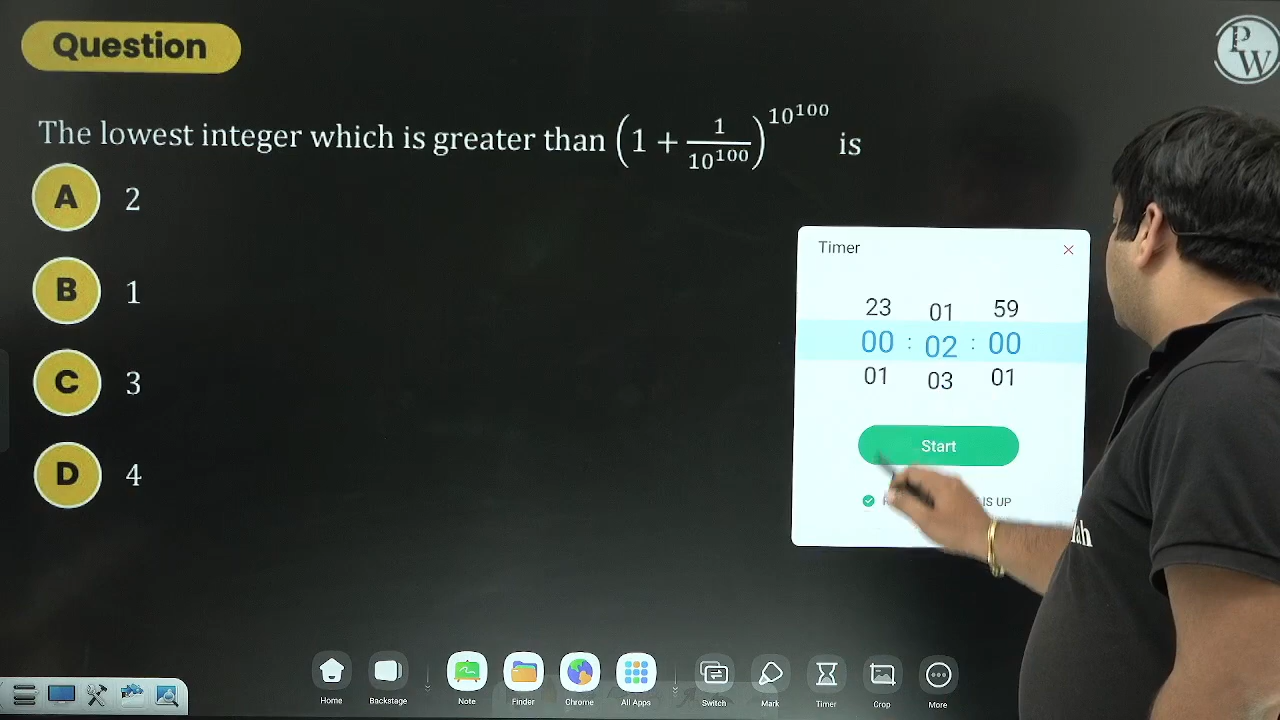 Question
PW
The lowest integer which is greater than (1 + 1/10^100)^10^100 is
A 2
B 1
C 3
D 4
Timer
23 01 59
00 : 02 : 00
01 03 01
Start
IS UP
Home Backstage Note Finder Chrome All Apps Switch Mark Timer Crop More